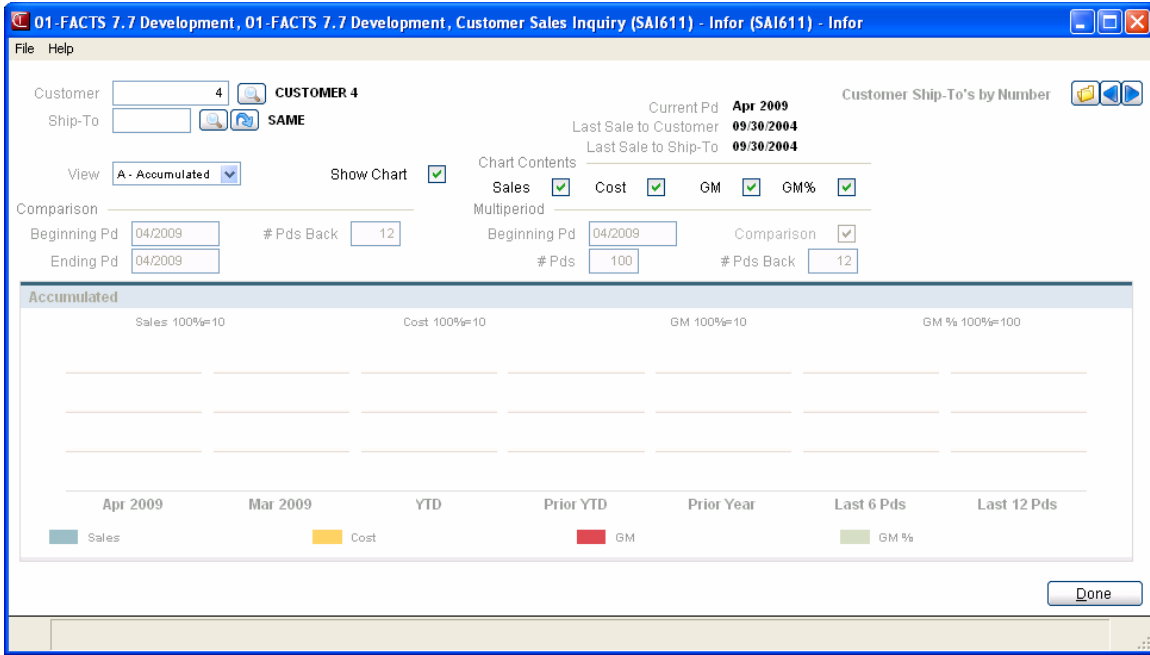 01-FACTS 7.7 Development, 01-FACTS 7.7 Development, Customer Sales Inquiry (SAI611) - Infor (SAI611) - Infor
File Help
Customer 4 CUSTOMER 4 Customer Ship-To's by Number
Ship-To SAME Current Pd Apr 2009
Last Sale to Customer 09/30/2004
Last Sale to Ship-To 09/30/2004
View A - Accumulated Show Chart Chart Contents
Sales Cost GM GM%
Comparison Multiperiod
Beginning Pd 04/2009 # Pds Back 12 Beginning Pd 04/2009 Comparison
Ending Pd 04/2009 # Pds 100 # Pds Back 12
Accumulated
Sales 100%=10 Cost 100%=10 GM 100%=10 GM % 100%=100
Apr 2009 Mar 2009 YTD Prior YTD Prior Year Last 6 Pds Last 12 Pds
Sales Cost GM GM %
Done